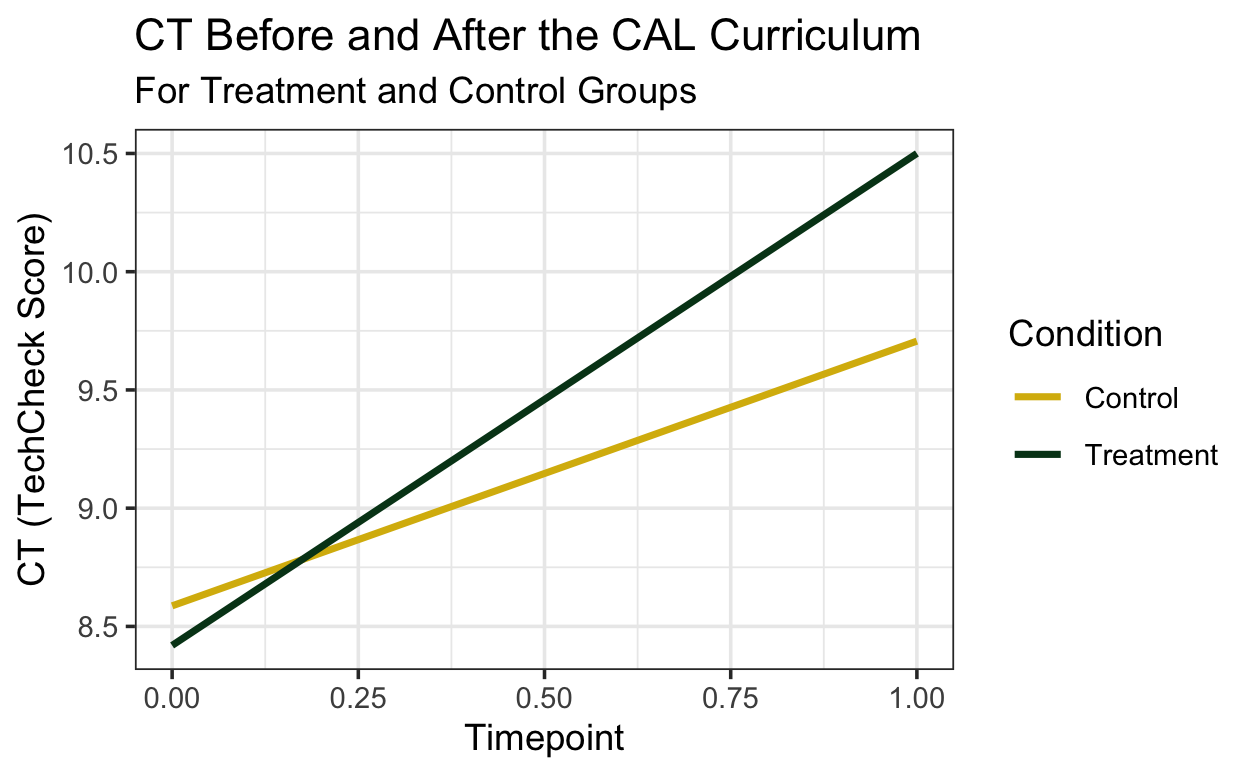 CT Before and After the CAL Curriculum
For Treatment and Control Groups
CT (TechCheck Score)
10.5
10.0
9.5
9.0
8.5
0.00 0.25 0.50 0.75 1.00
Timepoint
Condition
Control
Treatment